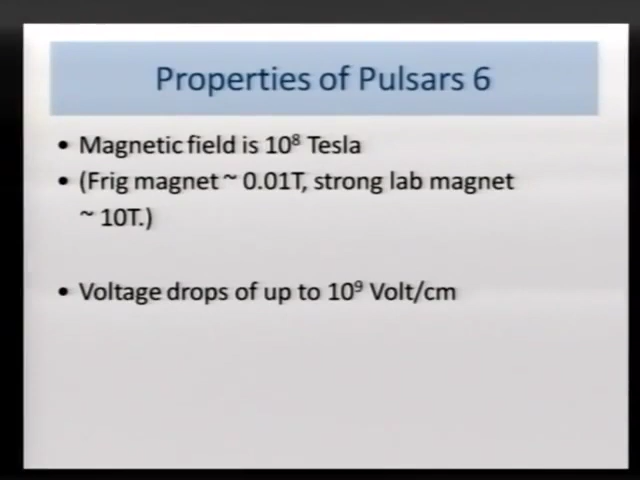 Properties of Pulsars 6
• Magnetic field is 10⁸ Tesla
• (Frig magnet ~ 0.01T, strong lab magnet
~ 10T.)
• Voltage drops of up to 10⁹ Volt/cm